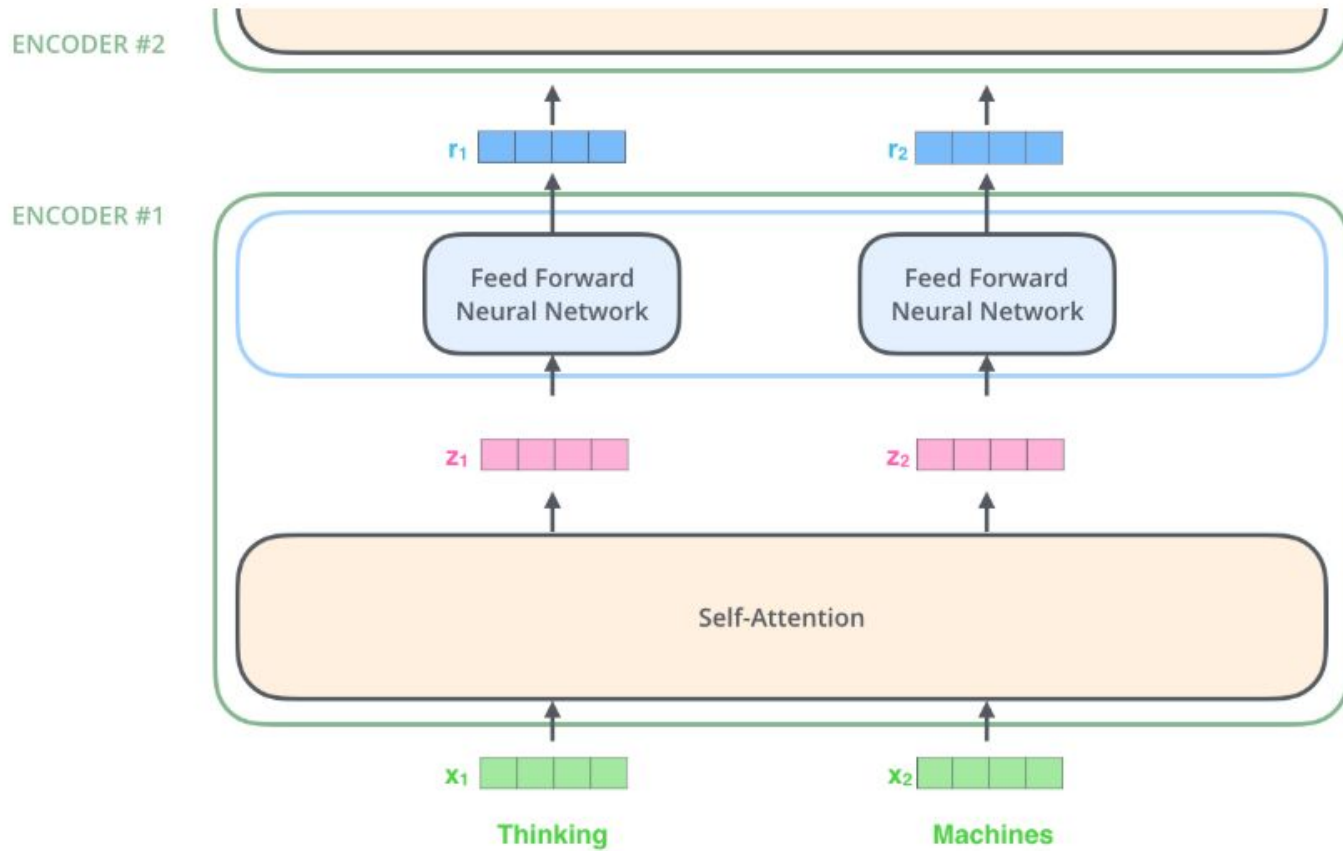 ENCODER #2
r₁
r₂
ENCODER #1
Feed Forward
Neural Network
Feed Forward
Neural Network
z₁
z₂
Self-Attention
x₁
x₂
Thinking
Machines